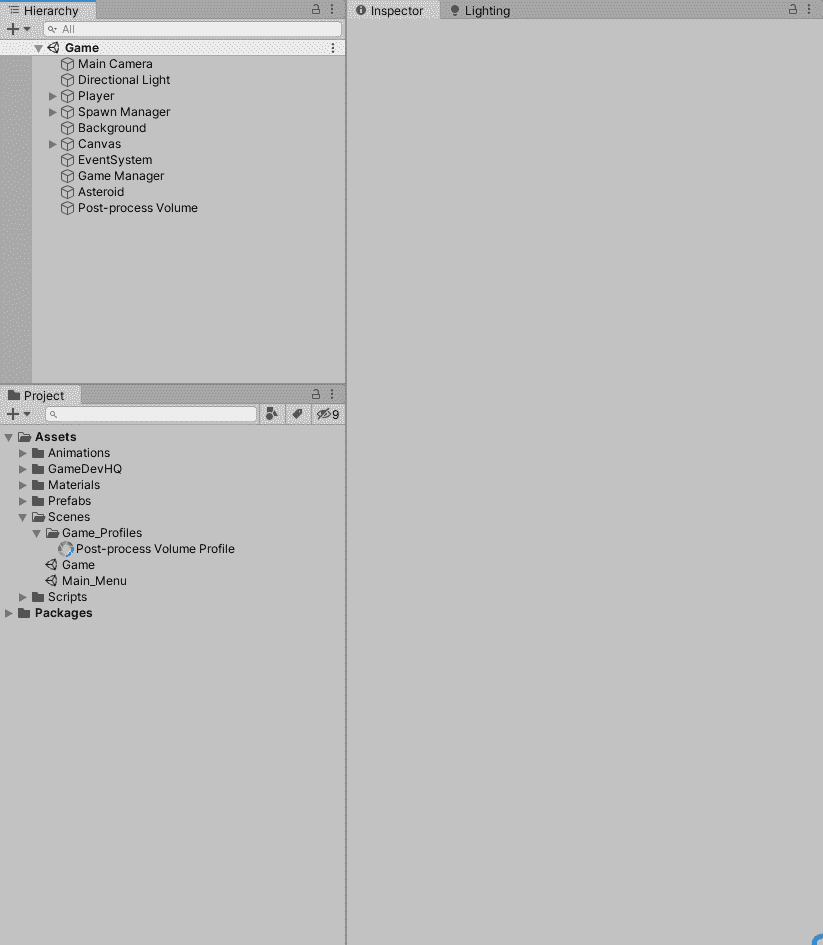 Hierarchy
All
Game
Main Camera
Directional Light
Player
Spawn Manager
Background
Canvas
EventSystem
Game Manager
Asteroid
Post-process Volume
Project
9
Assets
Animations
GameDevHQ
Materials
Prefabs
Scenes
Game_Profiles
Post-process Volume Profile
Game
Main_Menu
Scripts
Packages
Inspector
Lighting